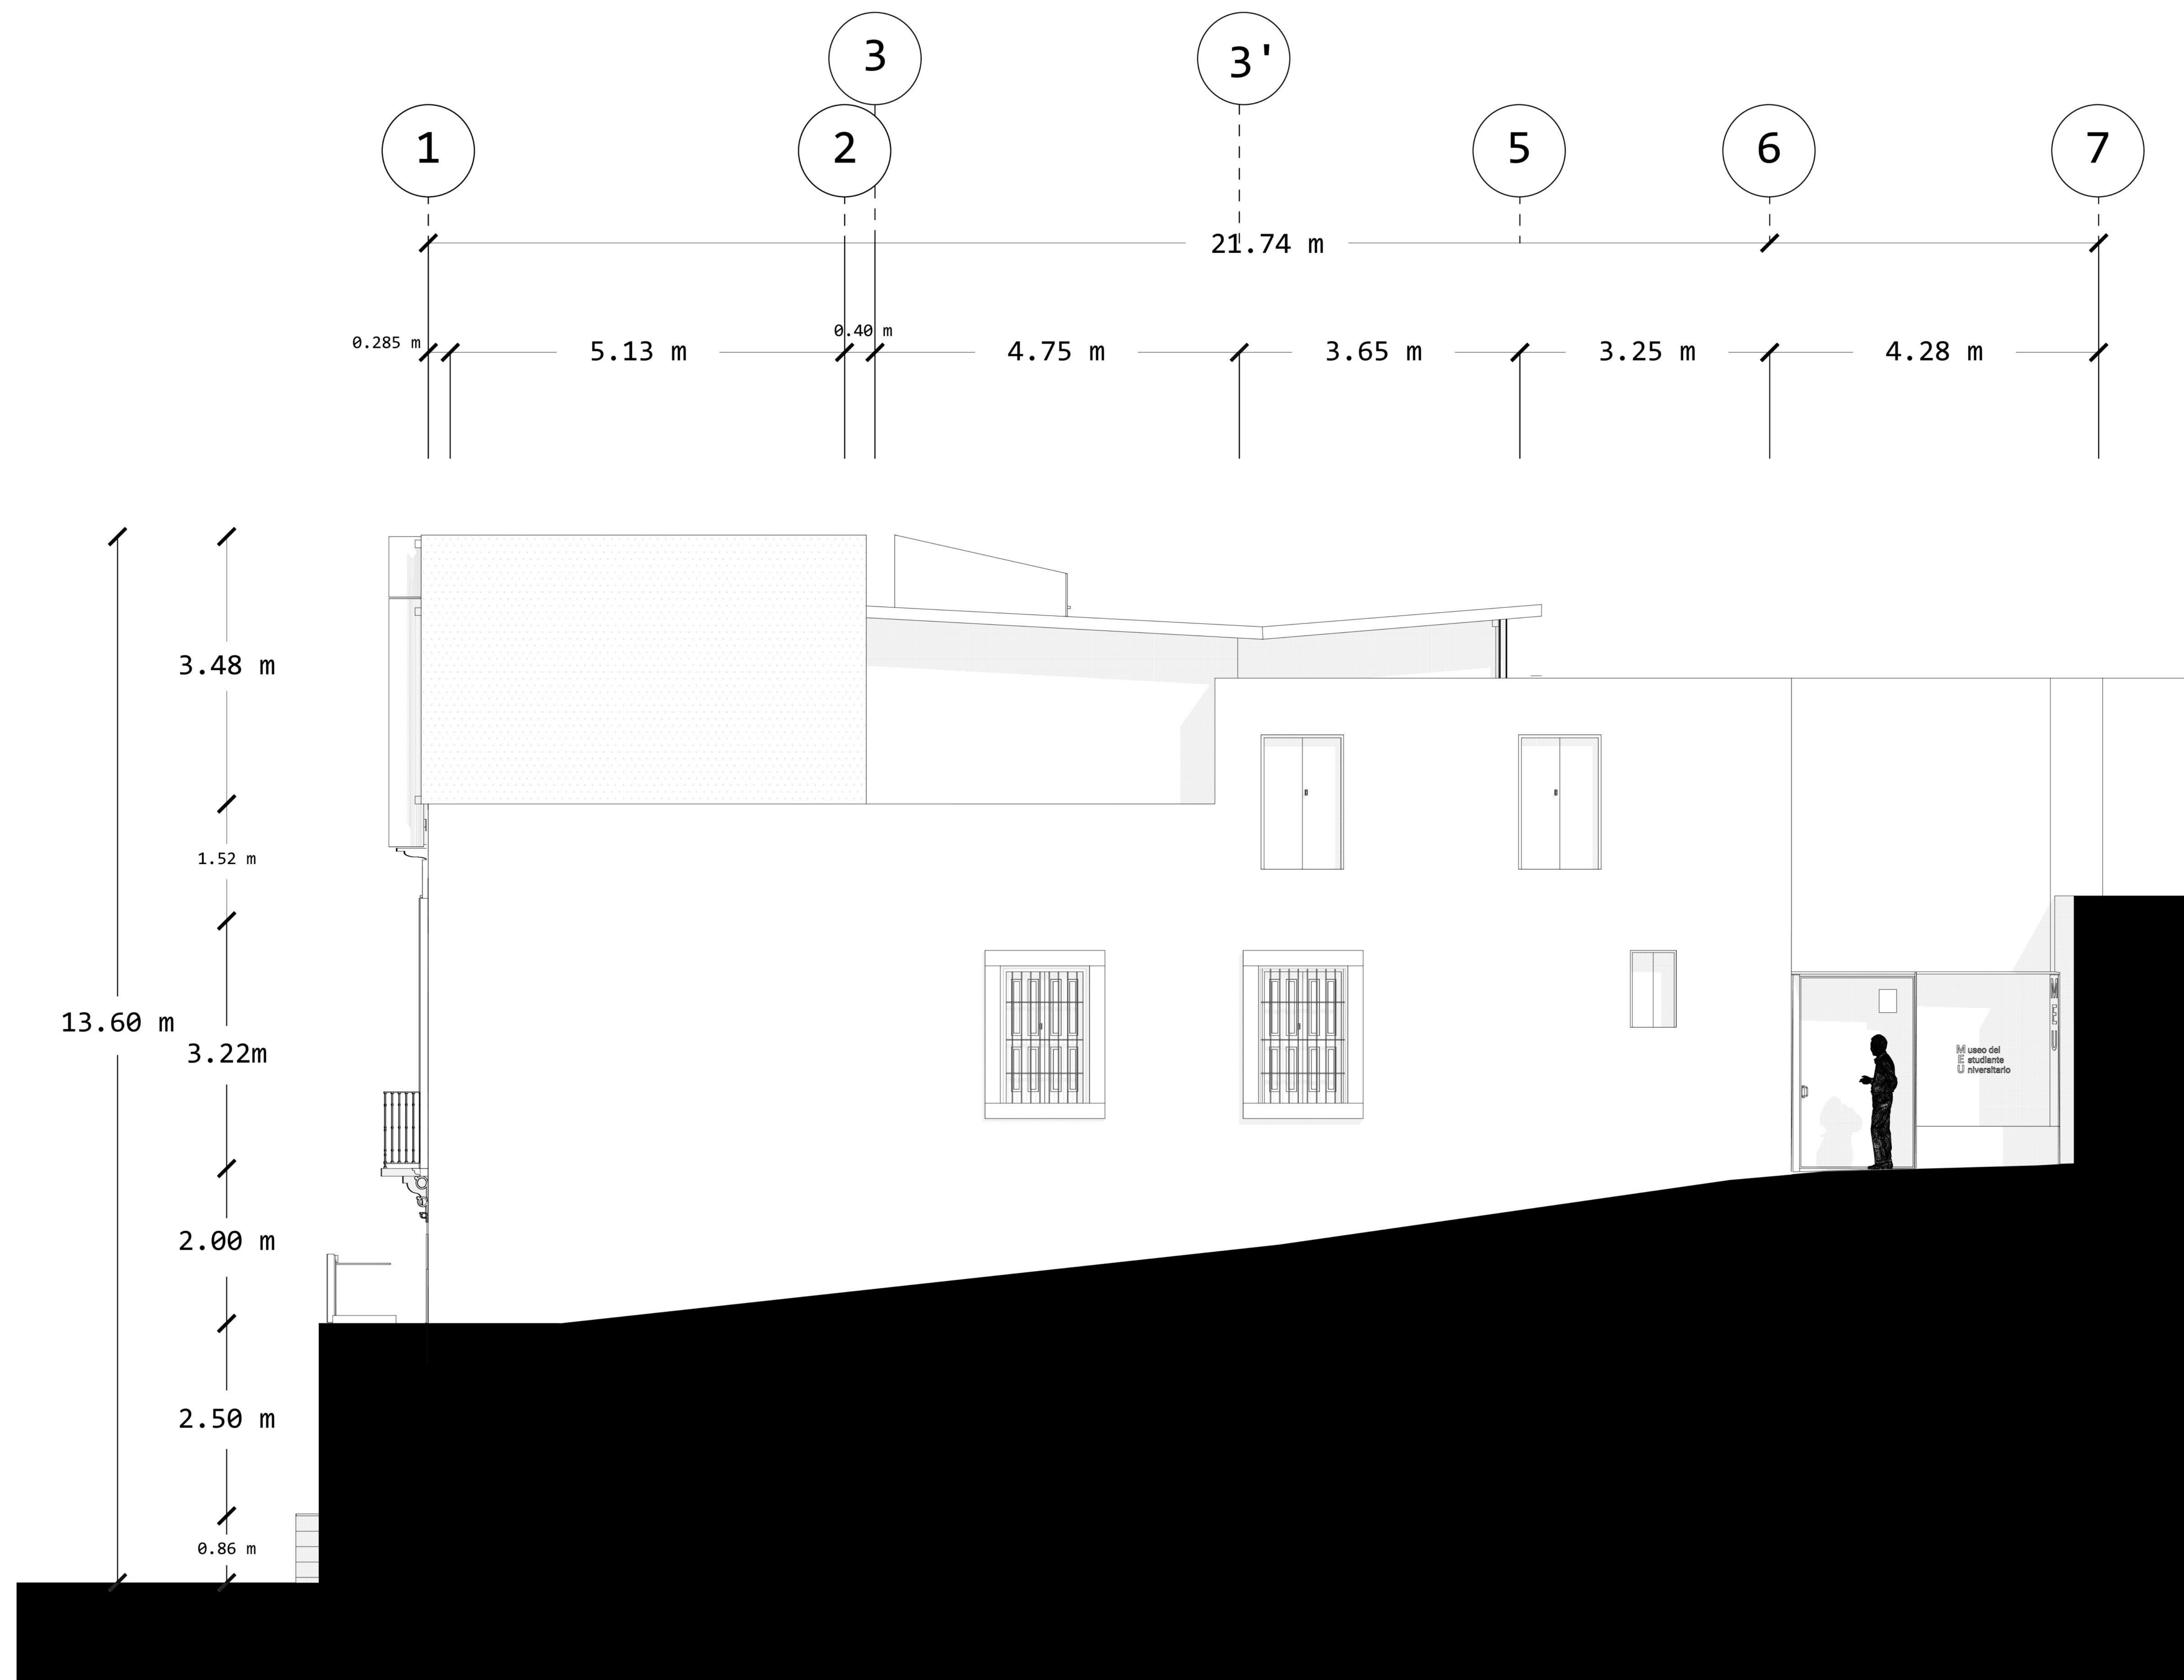 3
3'
1
2
5
6
7
21.74 m
0.285 m
5.13 m
0.40 m
4.75 m
3.65 m
3.25 m
4.28 m
3.48 m
1.52 m
13.60 m
3.22m
2.00 m
2.50 m
0.86 m
M
E
U
Museo del
Estudiante
Universitario